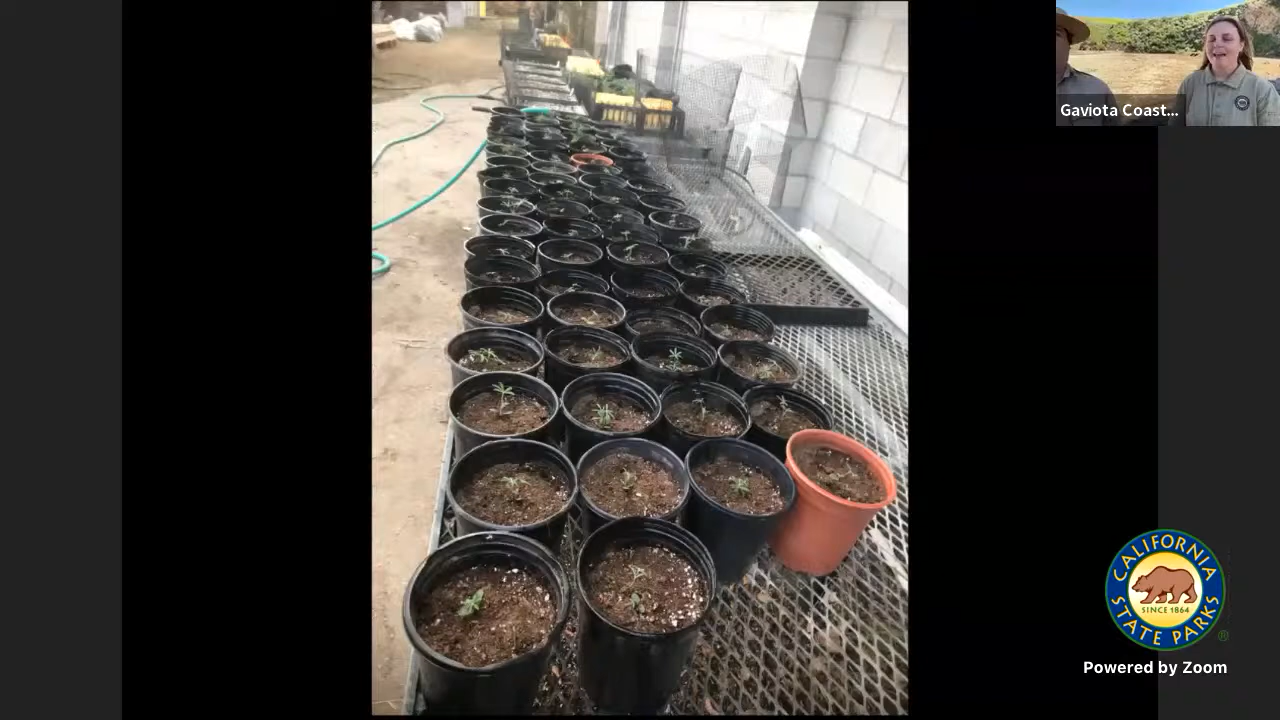 Gaviota Coast...
CALIFORNIA
SINCE 1864
STATE PARKS
®
Powered by Zoom